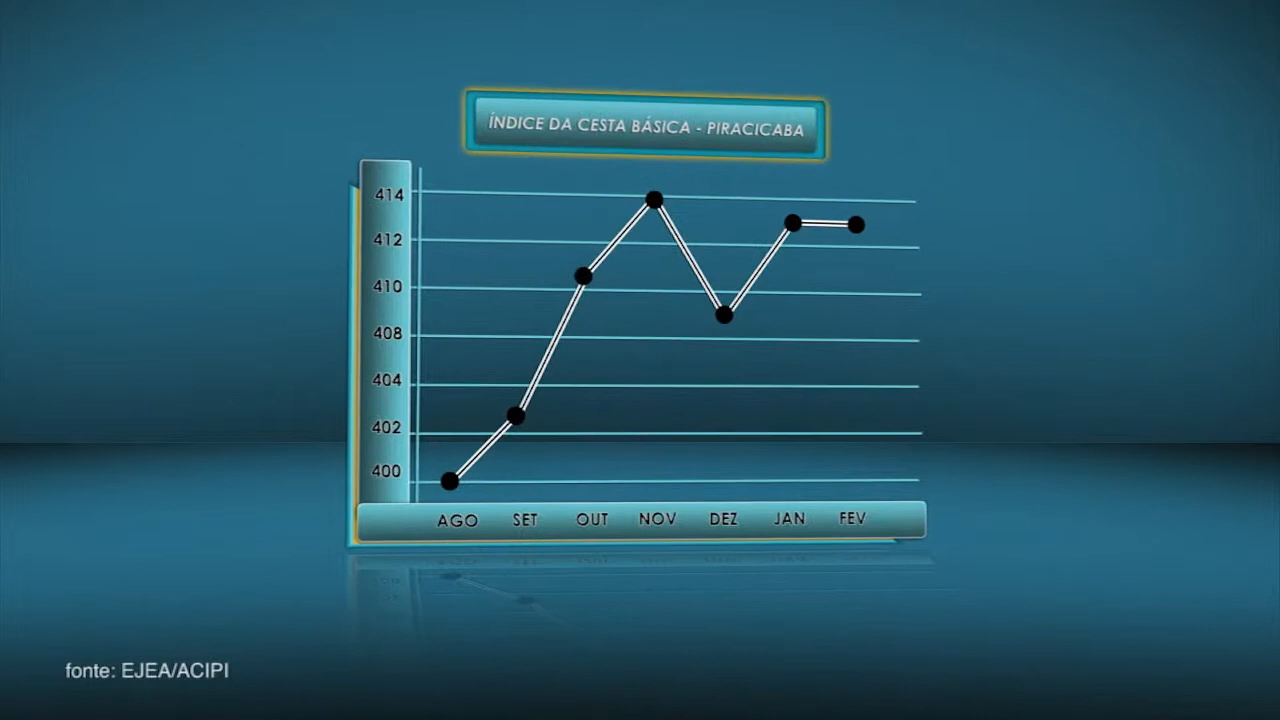 ÍNDICE DA CESTA BÁSICA - PIRACICABA
414
412
410
408
404
402
400
AGO SET OUT NOV DEZ JAN FEV
fonte: EJEA/ACIPI